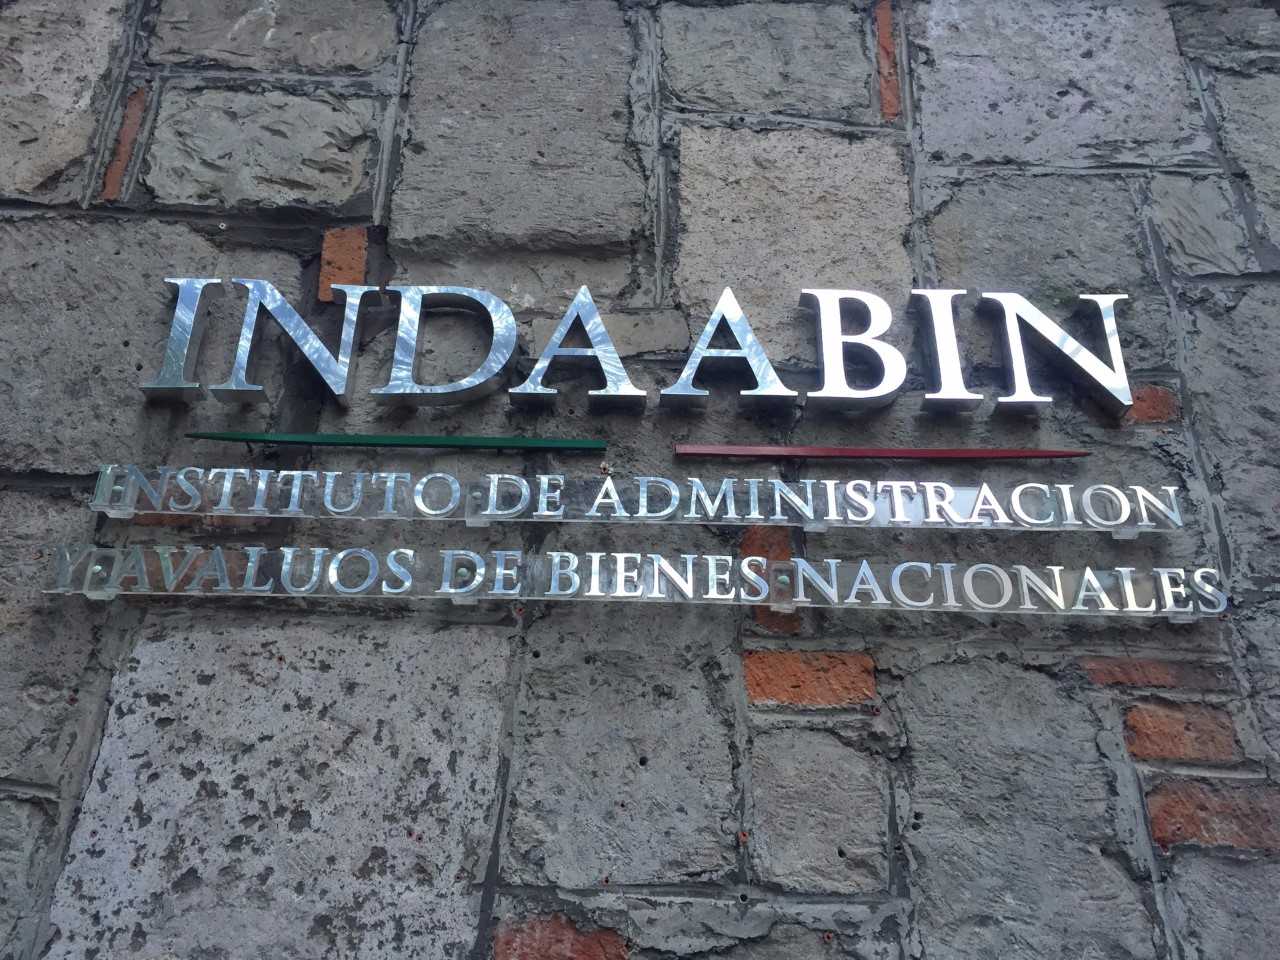 INDAABIN
INSTITUTO DE ADMINISTRACION
Y AVALUOS DE BIENES NACIONALES